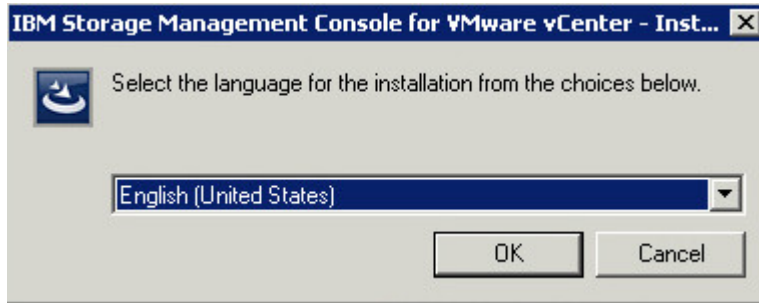 IBM Storage Management Console for VMware vCenter - Inst...
Select the language for the installation from the choices below.
English (United States)
OK Cancel